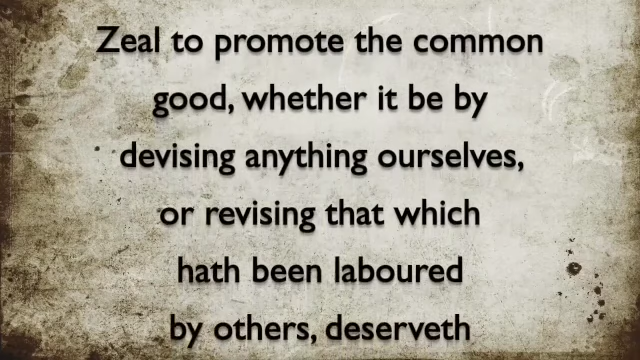 Zeal to promote the common
good, whether it be by
devising anything ourselves,
or revising that which
hath been laboured
by others, deserveth